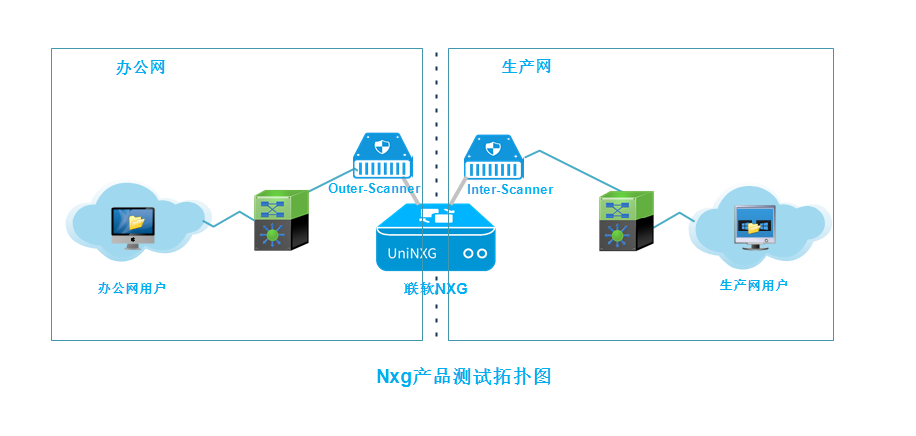 办公网
生产网
Outer-Scanner
Inter-Scanner
UniNXG
办公网用户
联软NXG
生产网用户
Nxg产品测试拓扑图